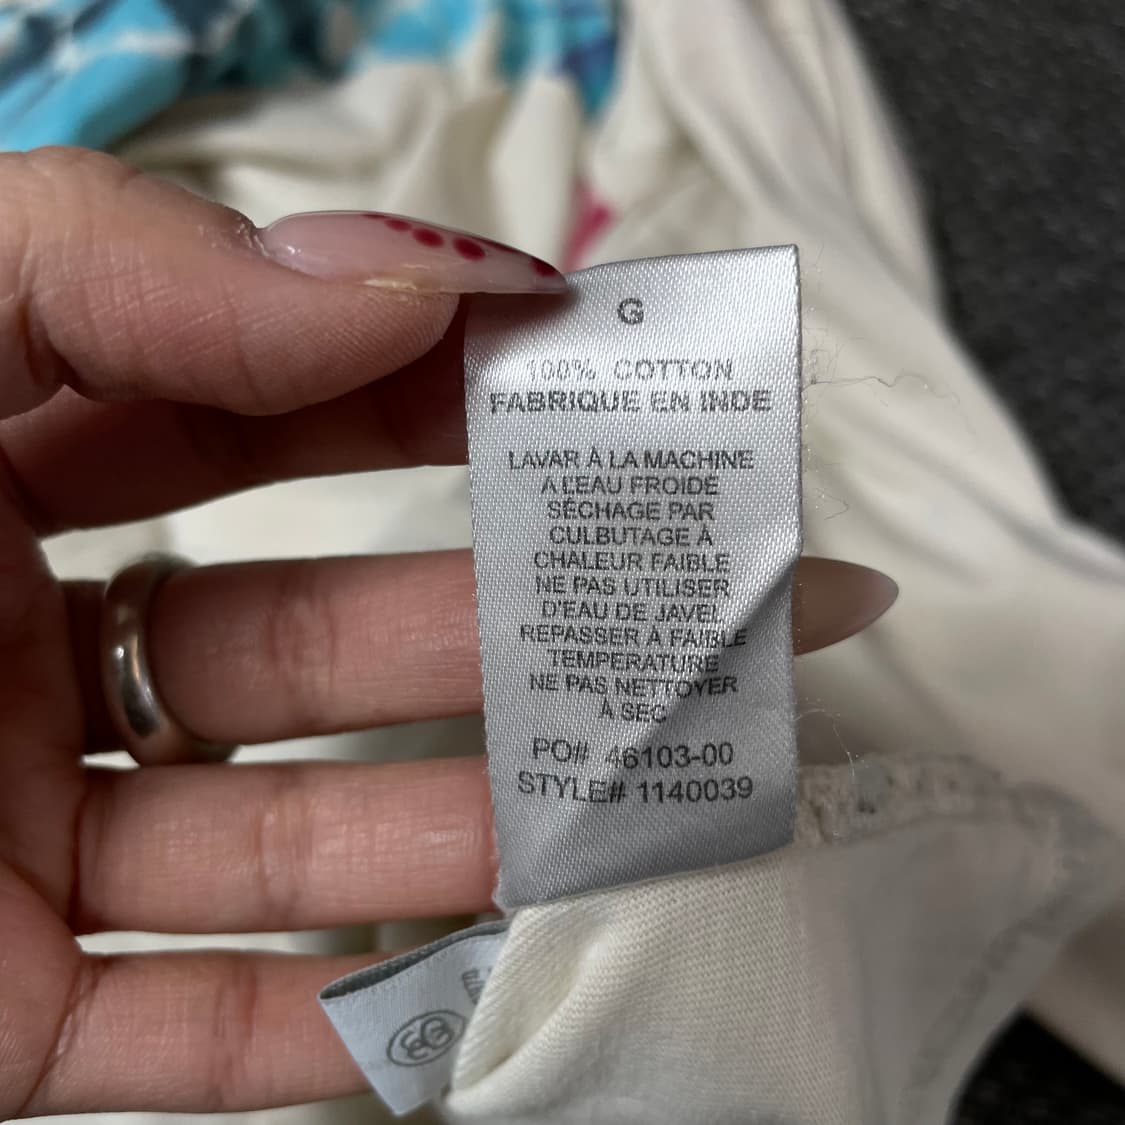 G
100% COTTON
FABRIQUE EN INDE
LAVAR À LA MACHINE
A L'EAU FROIDE
SÉCHAGE PAR
CULBUTAGE À
CHALEUR FAIBLE
NE PAS UTILISER
D'EAU DE JAVEL
REPASSER À FAIBLE
TEMPERATURE
NE PAS NETTOYER
À SEC
PO# 46103-00
STYLE# 1140039